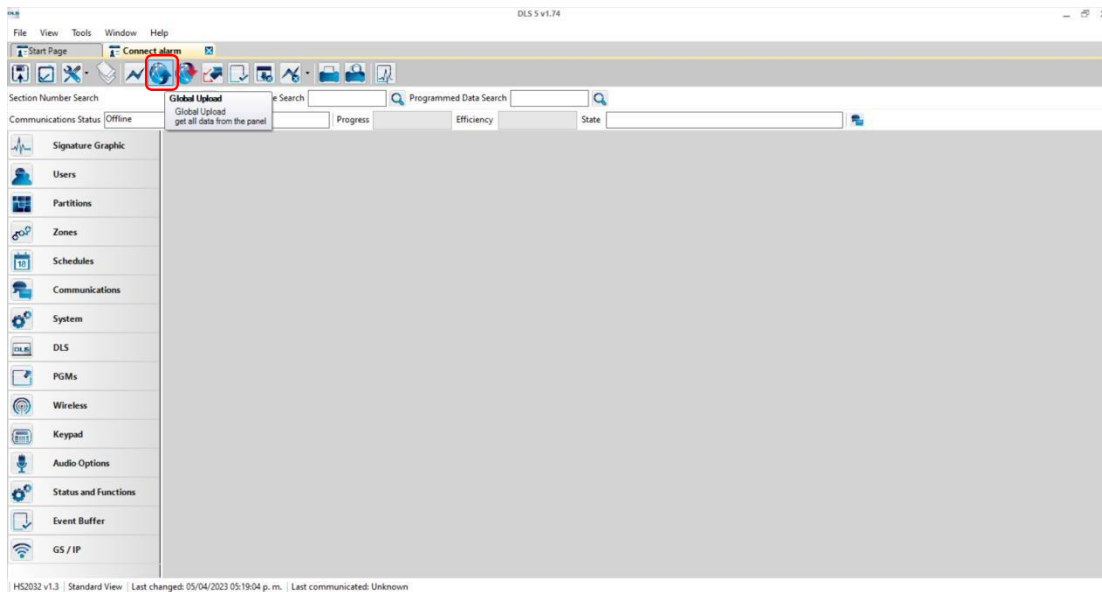 DLS 5 v1.74
File View Tools Window Help
Start Page Connect alarm
Section Number Search e Search Programmed Data Search
Global Upload
Global Upload
get all data from the panel
Communications Status Offline Progress Efficiency State
Signature Graphic
Users
Partitions
Zones
18
Schedules
Communications
System
DLS
DLS
PGMs
Wireless
Keypad
Audio Options
Status and Functions
Event Buffer
GS / IP
HS2032 v1.3 Standard View Last changed: 05/04/2023 05:19:04 p. m. Last communicated: Unknown